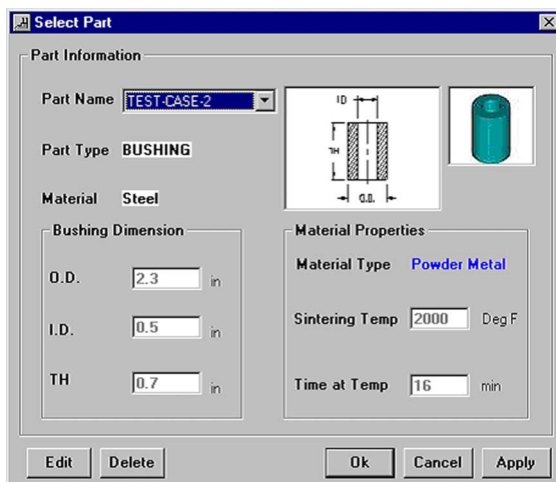 Select Part
Part Information
Part Name TEST-CASE-2
Part Type BUSHING
Material Steel
ID
TH
O.D.
Bushing Dimension
O.D. 2.3 in
I.D. 0.5 in
TH 0.7 in
Material Properties
Material Type Powder Metal
Sintering Temp 2000 Deg F
Time at Temp 16 min
Edit Delete Ok Cancel Apply